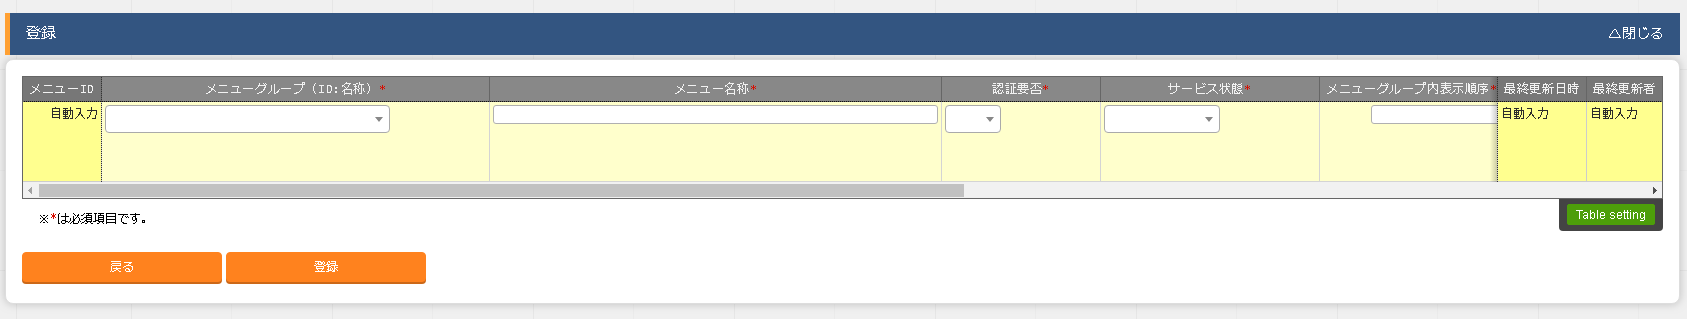 登録
△閉じる
メニューID メニューグループ（ID:名称）* メニュー名称* 認証要否* サービス状態* メニューグループ内表示順序* 最終更新日時 最終更新者
自動入力 自動入力 自動入力
※*は必須項目です。
Table setting
戻る 登録